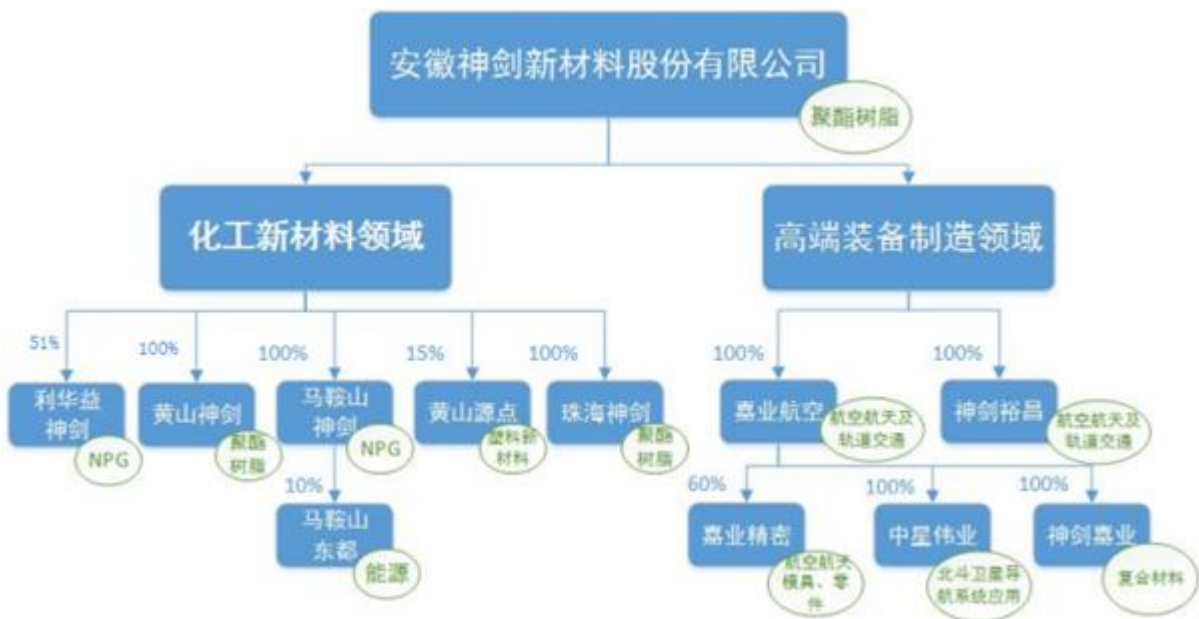 安徽神剑新材料股份有限公司
聚酯树脂
化工新材料领域
高端装备制造领域
51%
100%
100%
15%
100%
100%
100%
利华益
神剑
NPG
黄山神剑
聚酯
树脂
马鞍山
神剑
NPG
黄山源点
塑料新
材料
珠海神剑
聚酯
树脂
嘉业航空
航空航天及
轨道交通
神剑裕昌
航空航天及
轨道交通
10%
60%
100%
100%
马鞍山
东都
能源
嘉业精密
航空航天
模具、零
件
中星伟业
北斗卫星导
航系统应用
神剑嘉业
复合材料